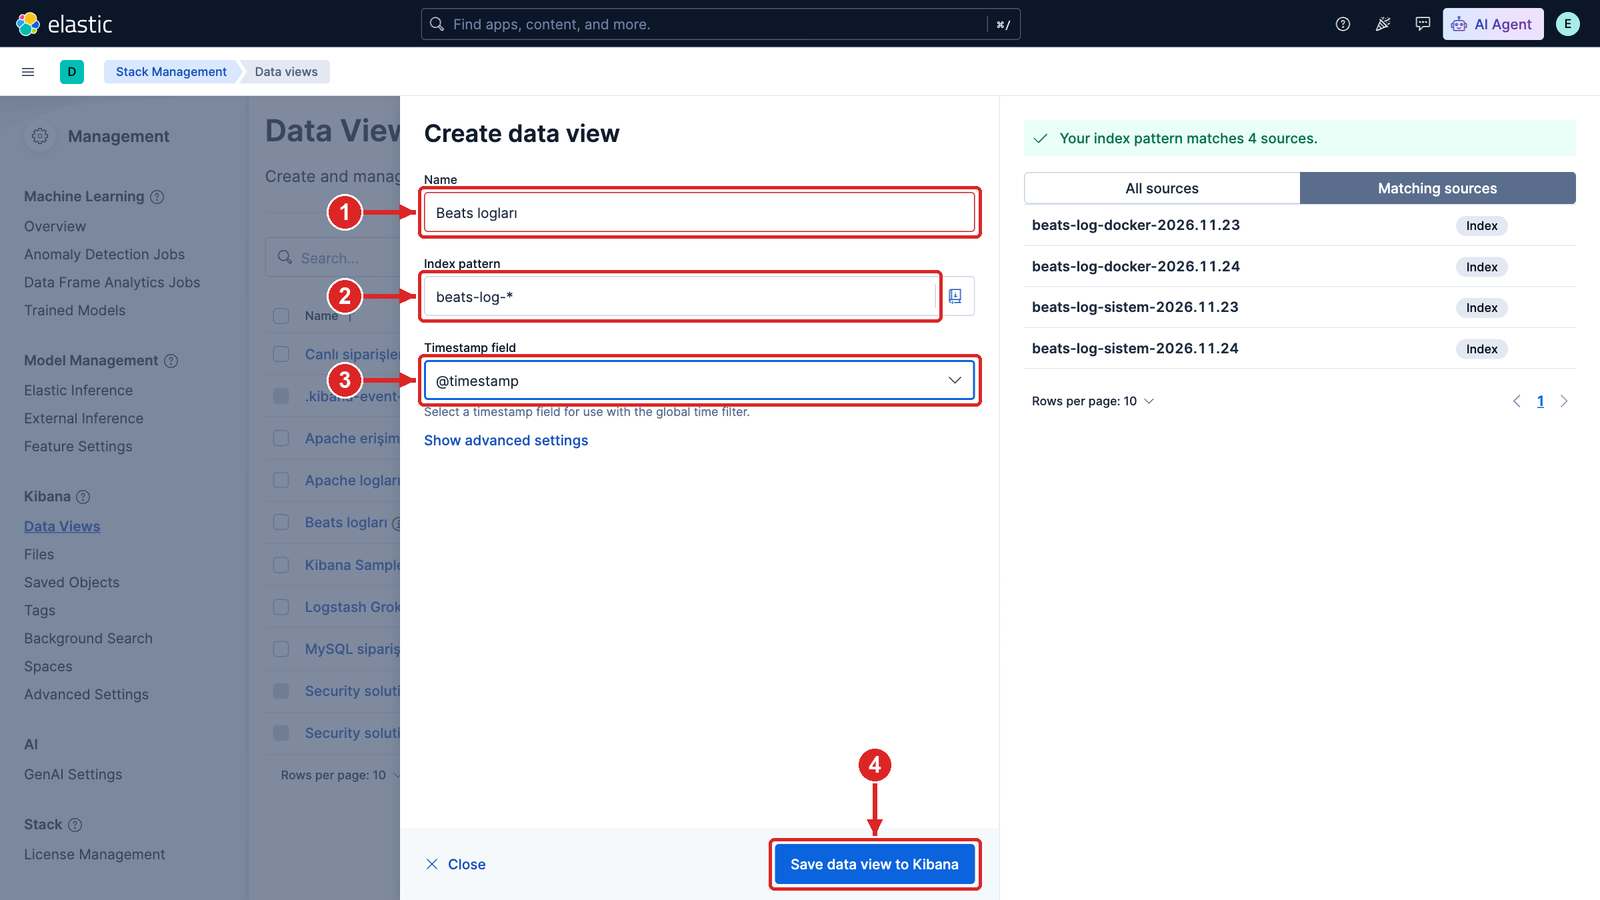 elastic
Find apps, content, and more.
⌘/
AI Agent
E
D
Stack Management
Data views
Management
Machine Learning
Overview
Anomaly Detection Jobs
Data Frame Analytics Jobs
Trained Models
Model Management
Elastic Inference
External Inference
Feature Settings
Kibana
Data Views
Files
Saved Objects
Tags
Background Search
Spaces
Advanced Settings
AI
GenAI Settings
Stack
License Management
Data View
Create and manag
Search...
Name
Canlı siparişle
.kibana-event-
Apache erişim
Apache logları
Beats logları
Kibana Sample
Logstash Grok
MySQL sipariş
Security soluti
Security soluti
Rows per page: 10
Create data view
Name
1
Beats logları
Index pattern
2
beats-log-*
Timestamp field
3
@timestamp
Select a timestamp field for use with the global time filter.
Show advanced settings
4
Close
Save data view to Kibana
Your index pattern matches 4 sources.
All sources
Matching sources
beats-log-docker-2026.11.23 Index
beats-log-docker-2026.11.24 Index
beats-log-sistem-2026.11.23 Index
beats-log-sistem-2026.11.24 Index
Rows per page: 10
1